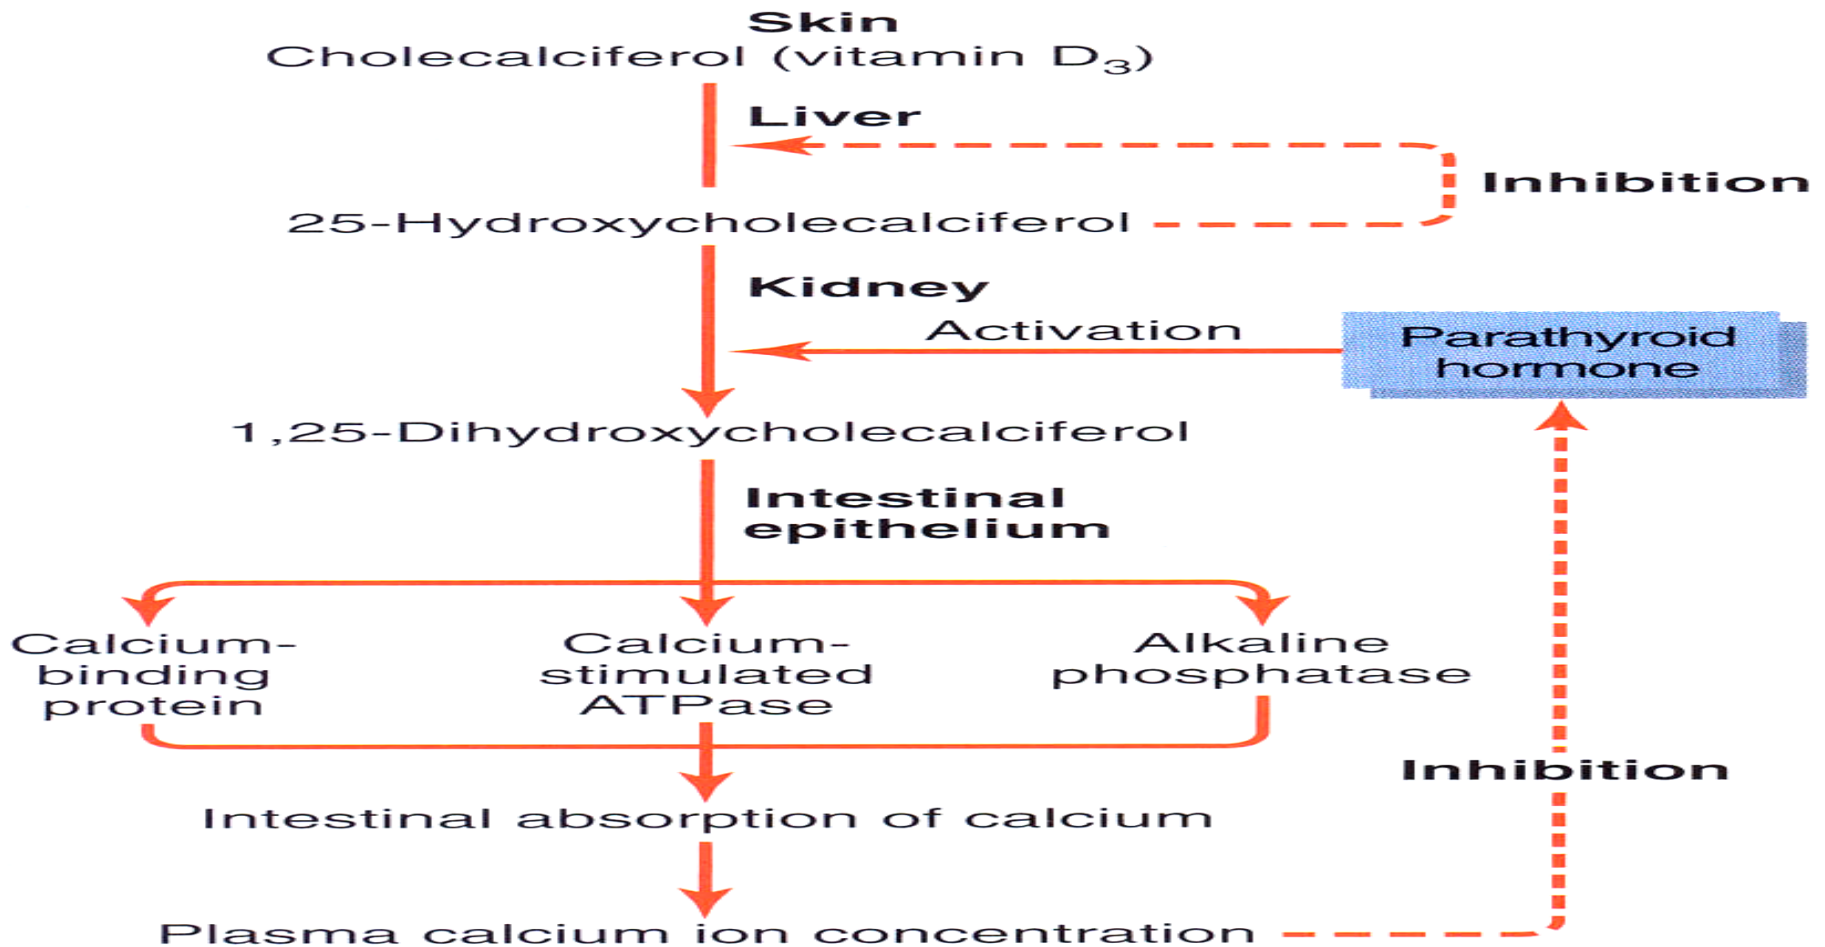 Skin
Cholecalciferol (vitamin D₃)
Liver
Inhibition
25-Hydroxycholecalciferol
Kidney
Activation
Parathyroid
hormone
1,25-Dihydroxycholecalciferol
Intestinal
epithelium
Calcium-
binding
protein
Calcium-
stimulated
ATPase
Alkaline
phosphatase
Inhibition
Intestinal absorption of calcium
Plasma calcium ion concentration